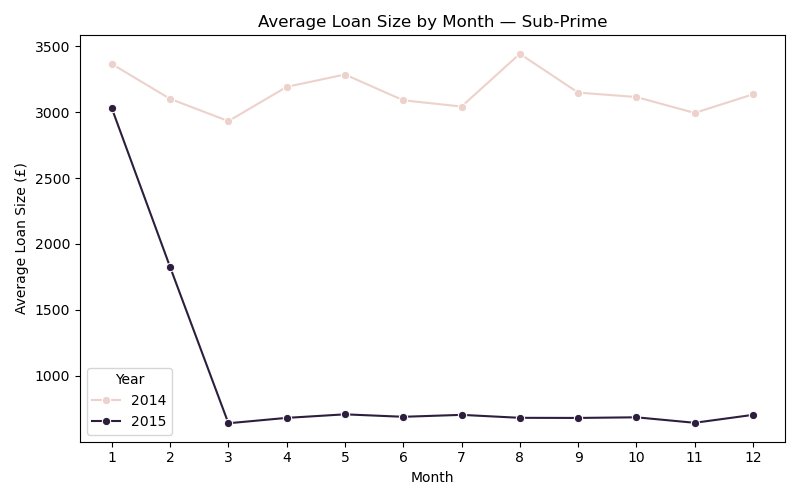 Average Loan Size by Month — Sub-Prime
3500
3000
2500
2000
1500
1000
Average Loan Size (£)
Year
2014
2015
1 2 3 4 5 6 7 8 9 10 11 12
Month